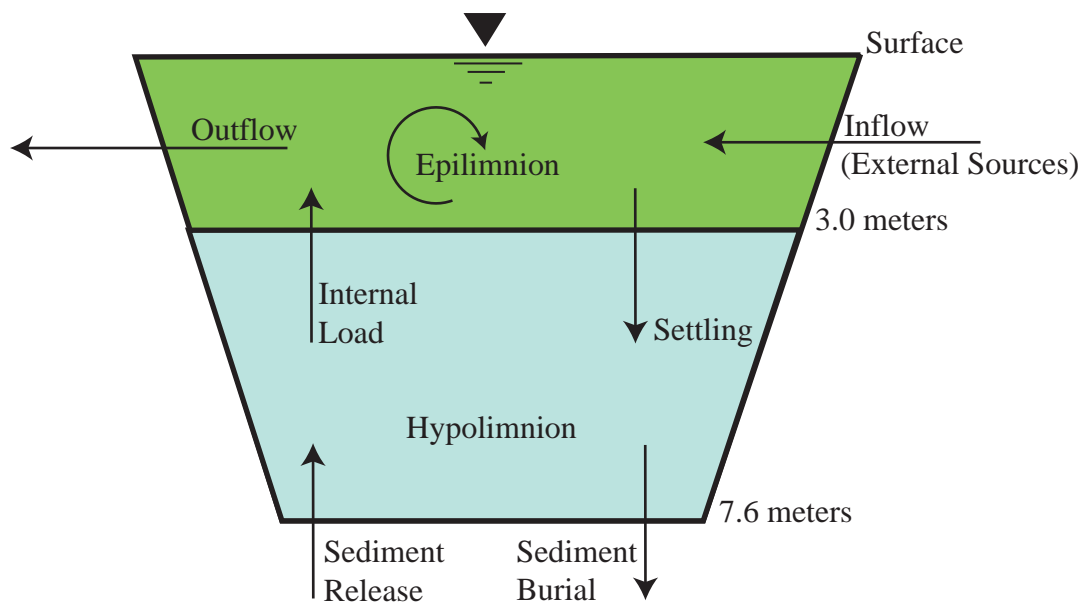 Surface
Outflow
Inflow
(External Sources)
Epilimnion
3.0 meters
Internal
Load
Settling
Hypolimnion
7.6 meters
Sediment
Release
Sediment
Burial